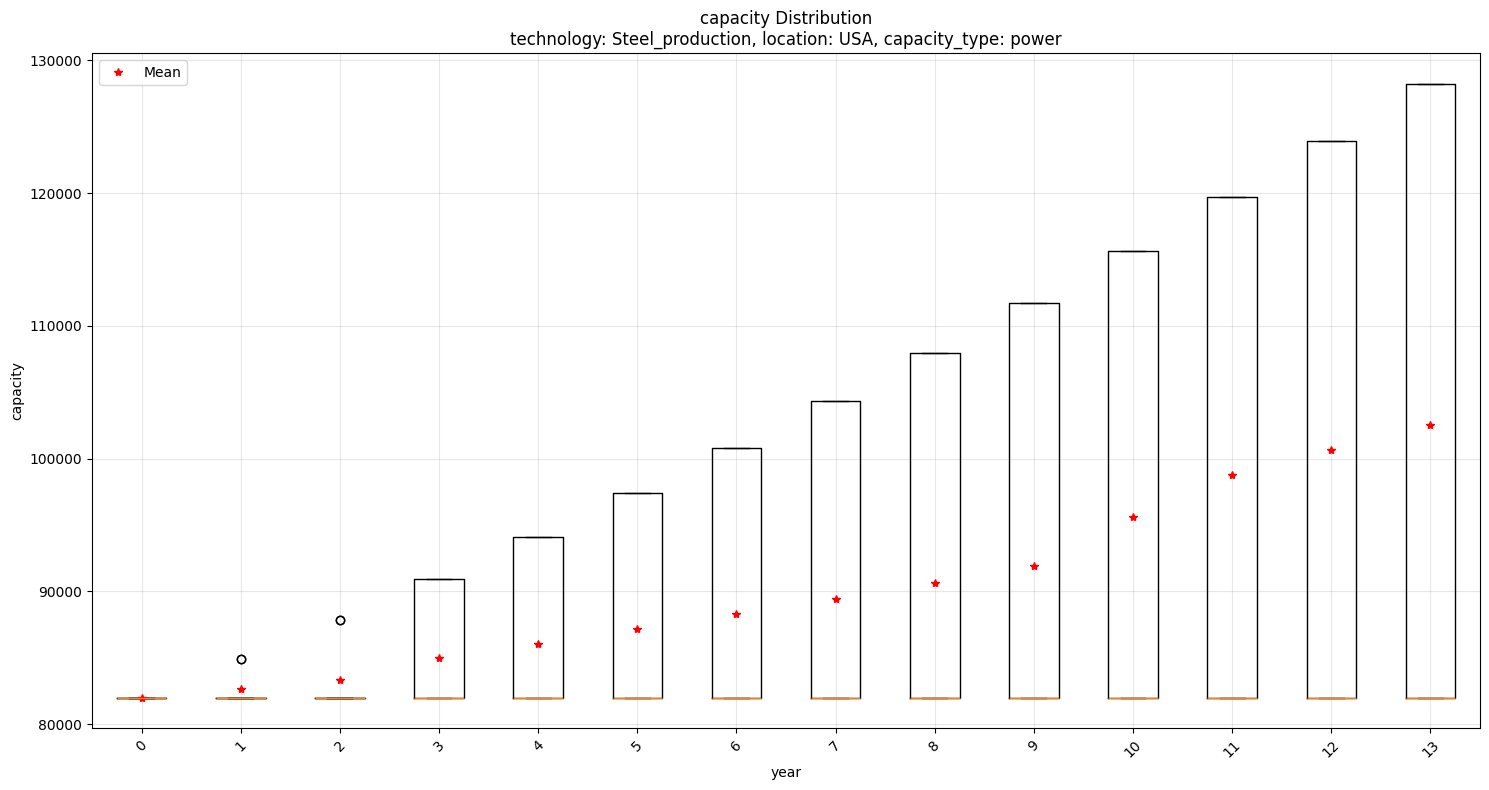 capacity Distribution
technology: Steel_production, location: USA, capacity_type: power
Mean
130000
120000
110000
100000
90000
80000
capacity
0 1 2 3 4 5 6 7 8 9 10 11 12 13
year